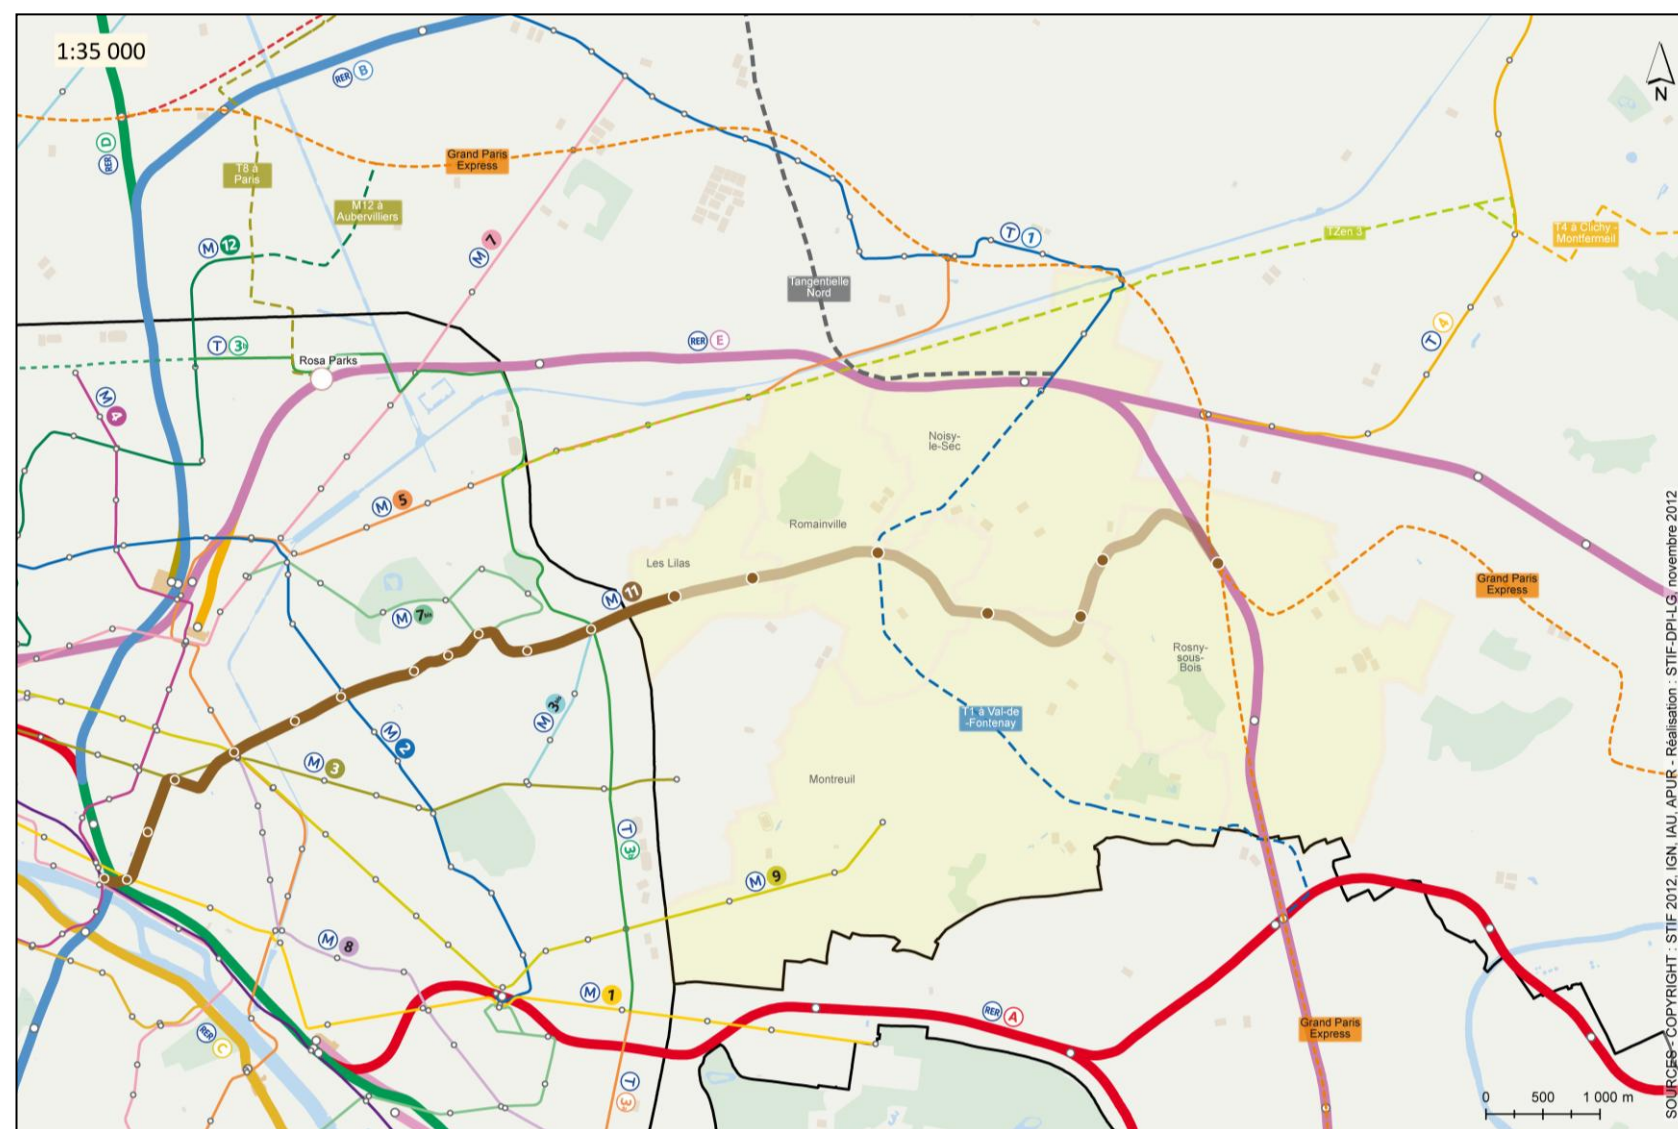 1:35 000
N
RER B
RER D
T8 à
Paris
M12 à
Aubervilliers
Grand Paris
Express
M 7
M 12
T 1
TZen 3
T4 à Clichy -
Montfermeil
Tangentielle
Nord
T 3b
Rosa Parks
RER E
T 4
M 4
Noisy-
le-Sec
M 5
Romainville
Les Lilas
M 11
M 7bis
Grand Paris
Express
Rosny-
sous-
Bois
M 3bis
T1 à Val-de
-Fontenay
M 2
M 3
Montreuil
T 3b
M 9
M 8
M 1
RER A
RER C
Grand Paris
Express
T 3a
0 500 1 000 m
SOURCES - COPYRIGHT : STIF 2012, IGN, IAU, APUR - Réalisation : STIF-DPI-LG, novembre 2012